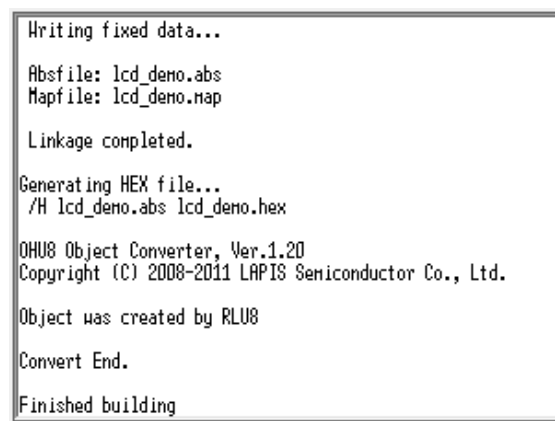 Writing fixed data...
Absfile: lcd_demo.abs
Mapfile: lcd_demo.map
Linkage completed.
Generating HEX file...
/H lcd_demo.abs lcd_demo.hex
OHU8 Object Converter, Ver.1.20
Copyright (C) 2008-2011 LAPIS Semiconductor Co., Ltd.
Object was created by RLU8
Convert End.
Finished building